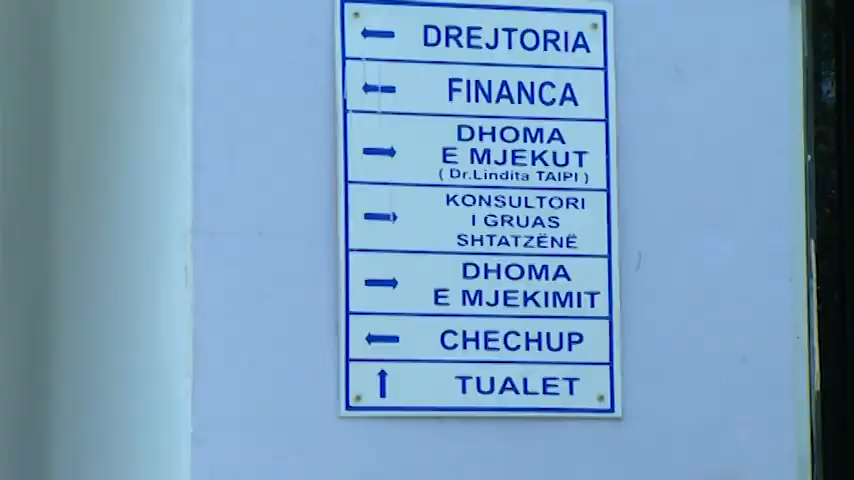 DREJTORIA
FINANCA
DHOMA
E MJEKUT
( Dr.Lindita TAIPI )
KONSULTORI
I GRUAS
SHTATZËNË
DHOMA
E MJEKIMIT
CHECHUP
TUALET